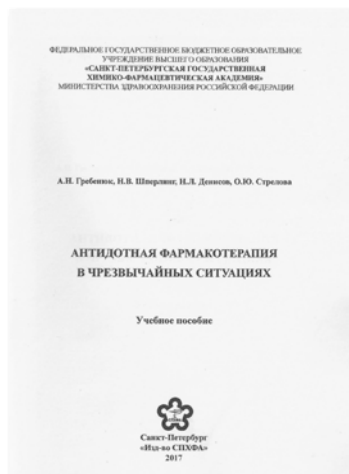 ФЕДЕРАЛЬНОЕ ГОСУДАРСТВЕННОЕ БЮДЖЕТНОЕ ОБРАЗОВАТЕЛЬНОЕ
УЧРЕЖДЕНИЕ ВЫСШЕГО ОБРАЗОВАНИЯ
«САНКТ-ПЕТЕРБУРГСКАЯ ГОСУДАРСТВЕННАЯ
ХИМИКО-ФАРМАЦЕВТИЧЕСКАЯ АКАДЕМИЯ»
МИНИСТЕРСТВА ЗДРАВООХРАНЕНИЯ РОССИЙСКОЙ ФЕДЕРАЦИИ
А.Н. Гребенюк, Н.В. Шперлинг, Н.Л. Денисов, О.Ю. Стрелова
АНТИДОТНАЯ ФАРМАКОТЕРАПИЯ
В ЧРЕЗВЫЧАЙНЫХ СИТУАЦИЯХ
Учебное пособие
Санкт-Петербург
«Изд-во СПХФА»
2017